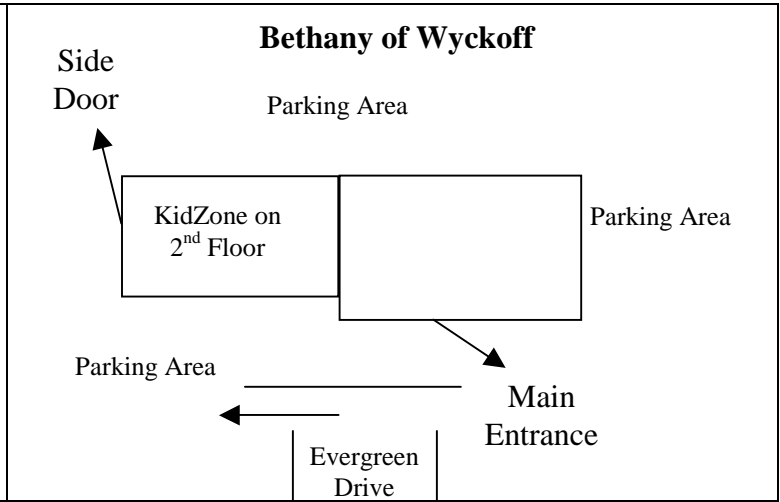 Bethany of Wyckoff
Side
Door
Parking Area
KidZone on
2nd Floor
Parking Area
Parking Area
Main
Entrance
Evergreen
Drive